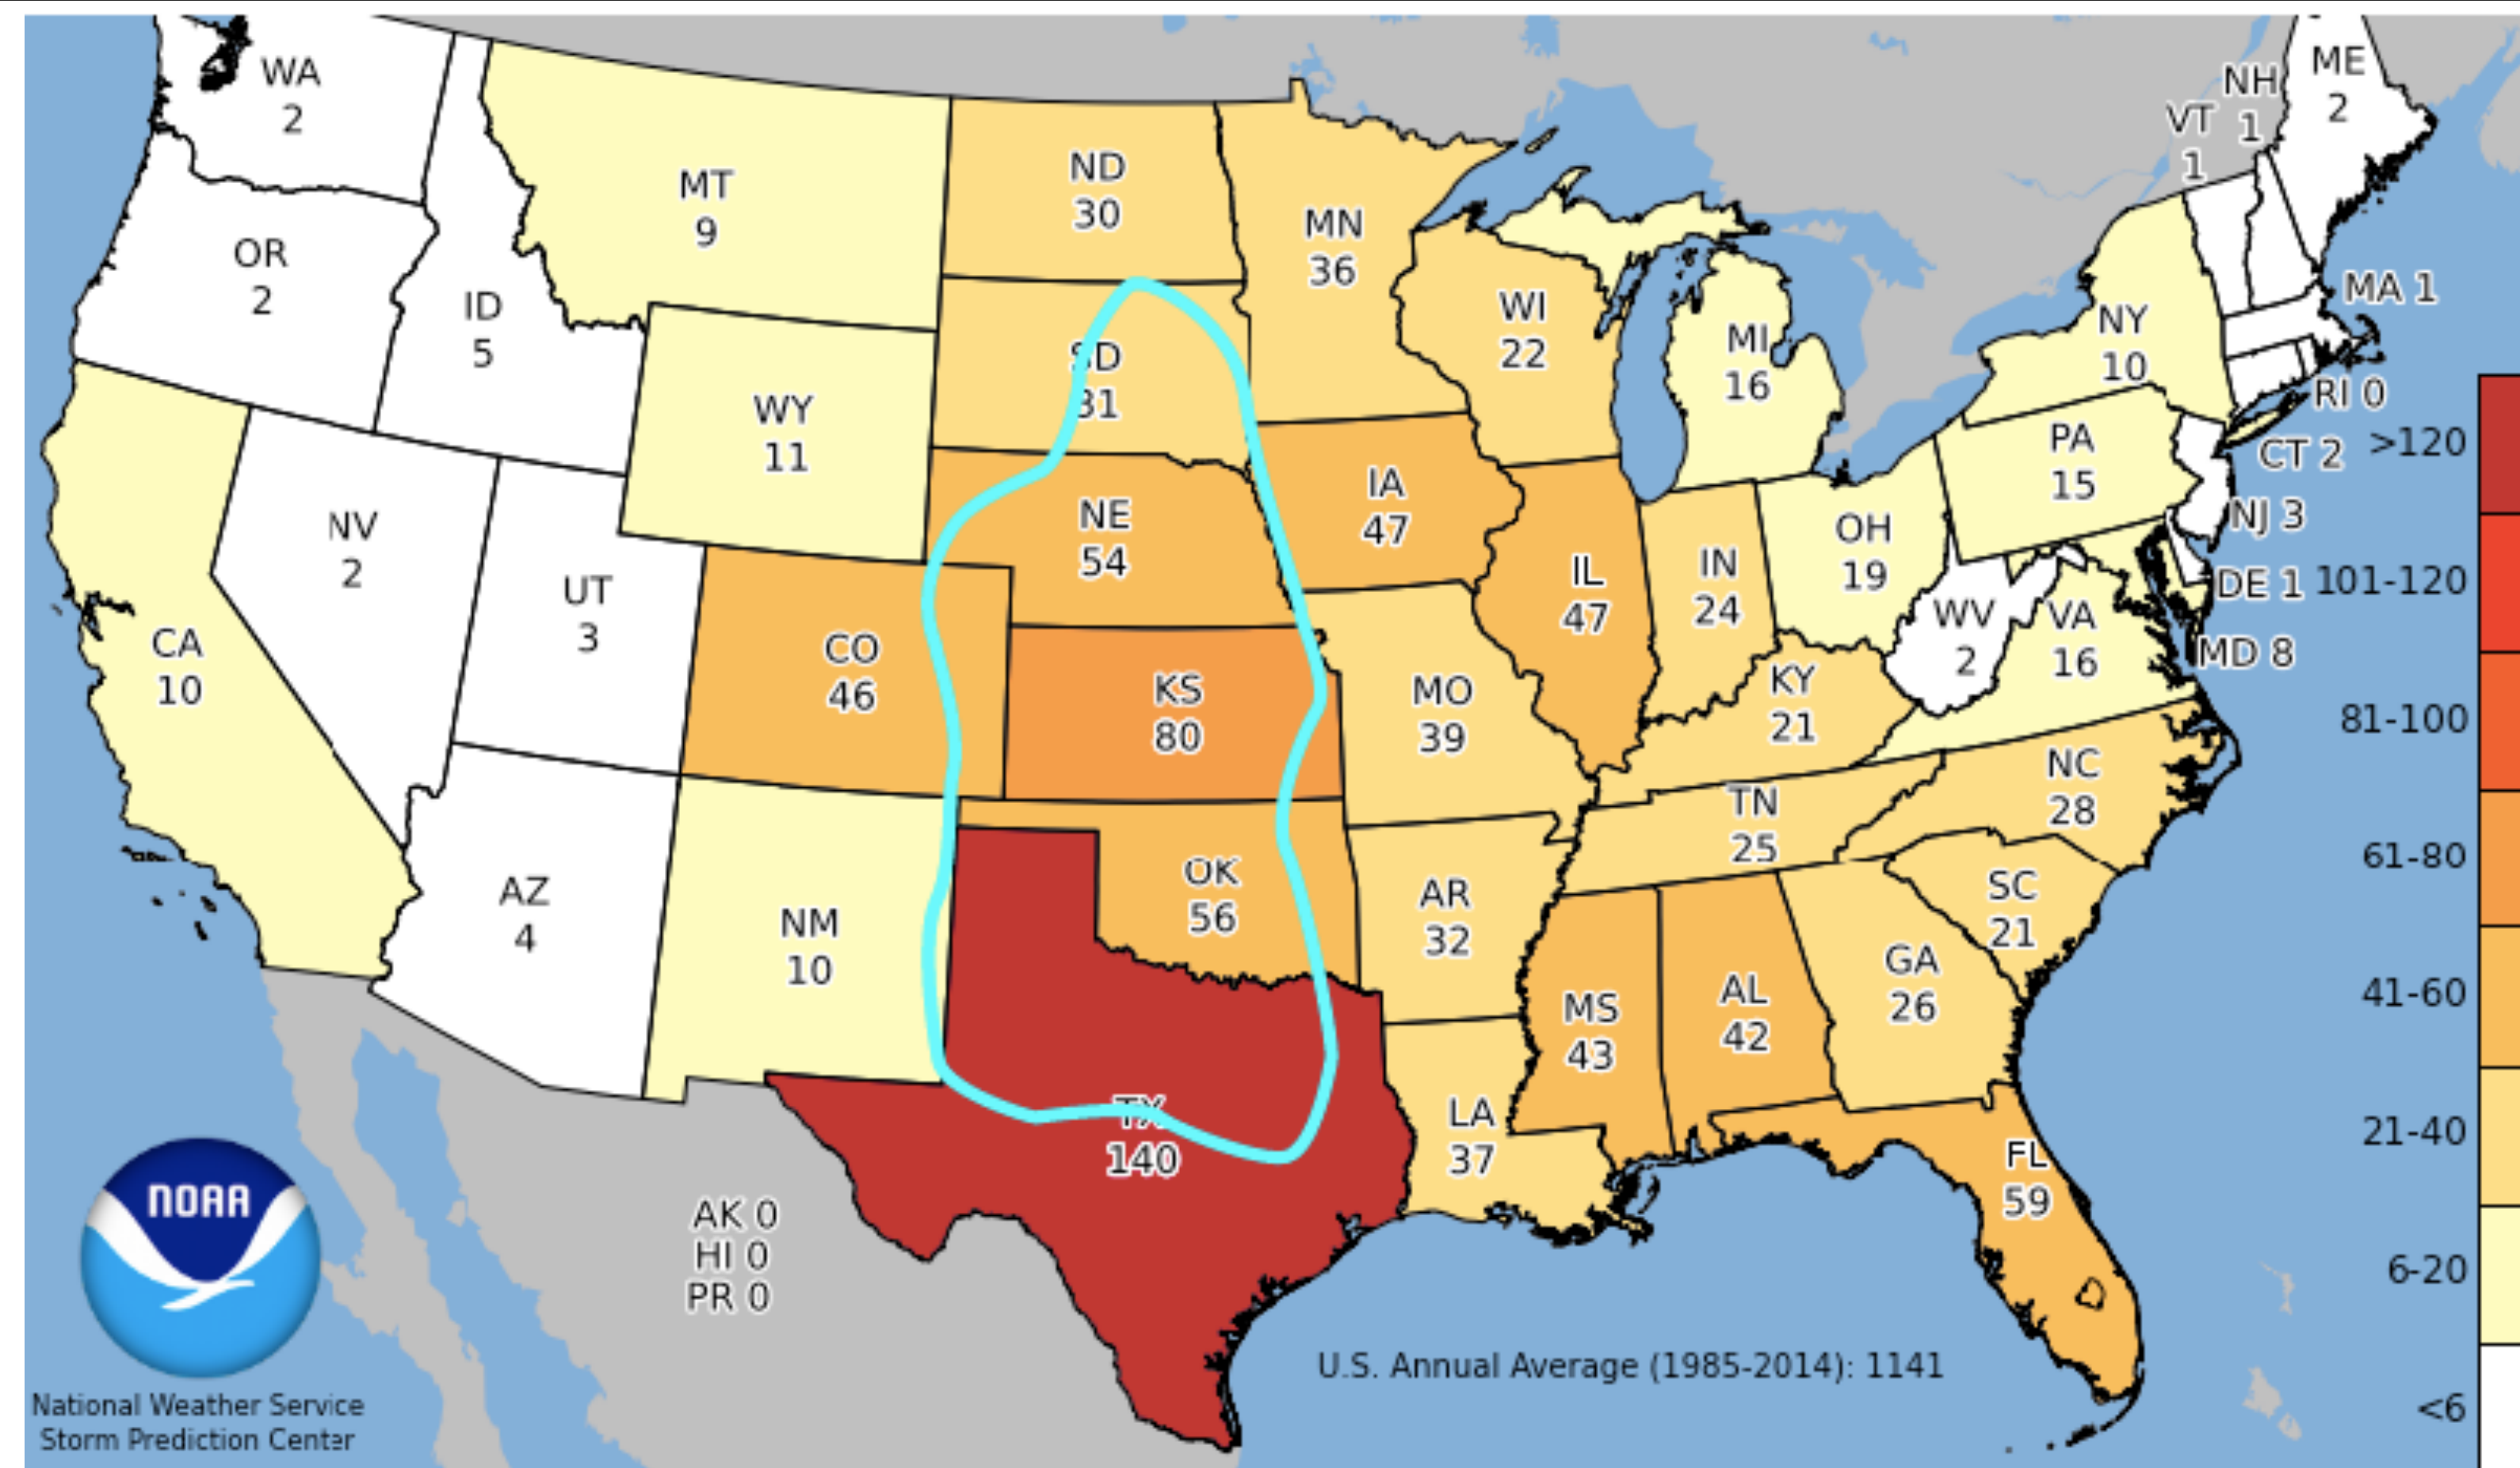 WA
2
OR
2
ID
5
MT
9
WY
11
NV
2
UT
3
CA
10
AZ
4
CO
46
NM
10
ND
30
SD
31
NE
54
KS
80
OK
56
TX
140
MN
36
IA
47
MO
39
AR
32
LA
37
WI
22
IL
47
MI
16
IN
24
OH
19
KY
21
TN
25
MS
43
AL
42
GA
26
FL
59
SC
21
NC
28
VA
16
WV
2
PA
15
NY
10
VT
1
NH
1
ME
2
MA 1
RI 0
CT 2
NJ 3
DE 1
MD 8
AK 0
HI 0
PR 0
>120
101-120
81-100
61-80
41-60
21-40
6-20
<6
U.S. Annual Average (1985-2014): 1141
NOAA
National Weather Service
Storm Prediction Center